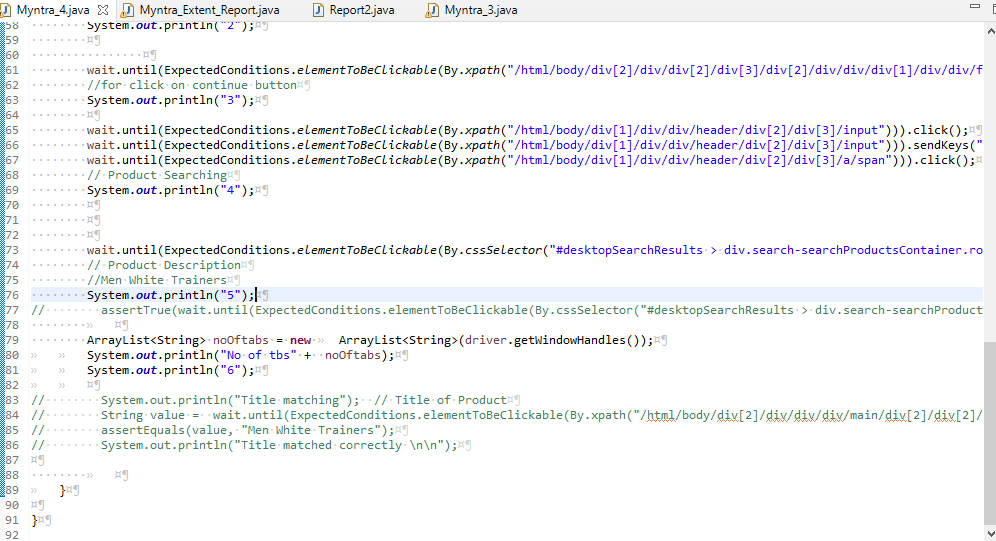 Myntra_4.java Myntra_Extent_Report.java Report2.java Myntra_3.java
58 System.out.println("2");
59
60
61 wait.until(ExpectedConditions.elementToBeClickable(By.xpath("/html/body/div[2]/div/div[2]/div[3]/div[2]/div/div/div[1]/div/div/f
62 //for click on continue button
63 System.out.println("3");
64
65 wait.until(ExpectedConditions.elementToBeClickable(By.xpath("/html/body/div[1]/div/div/header/div[2]/div[3]/input"))).click();
66 wait.until(ExpectedConditions.elementToBeClickable(By.xpath("/html/body/div[1]/div/div/header/div[2]/div[3]/input"))).sendKeys("
67 wait.until(ExpectedConditions.elementToBeClickable(By.xpath("/html/body/div[1]/div/div/header/div[2]/div[3]/a/span"))).click();
68 // Product Searching
69 System.out.println("4");
70
71
72
73 wait.until(ExpectedConditions.elementToBeClickable(By.cssSelector("#desktopSearchResults > div.search-searchProductsContainer.ro
74 // Product Description
75 //Men White Trainers
76 System.out.println("5");
77 // assertTrue(wait.until(ExpectedConditions.elementToBeClickable(By.cssSelector("#desktopSearchResults > div.search-searchProduct
78
79 ArrayList<String> noOftabs = new ArrayList<String>(driver.getWindowHandles());
80 System.out.println("No of tbs" + noOftabs);
81 System.out.println("6");
82
83 // System.out.println("Title matching"); // Title of Product
84 // String value = wait.until(ExpectedConditions.elementToBeClickable(By.xpath("/html/body/div[2]/div/div/div/main/div[2]/div[2]/
85 // assertEquals(value, "Men White Trainers");
86 // System.out.println("Title matched correctly \n\n");
87
88
89 }
90
91 }
92